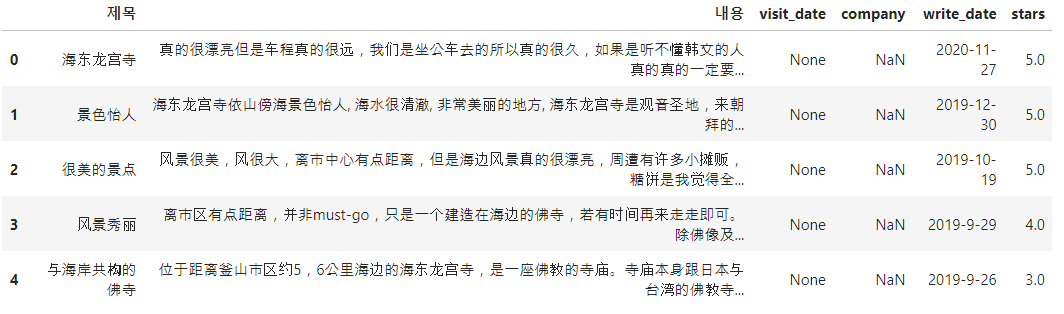 제목 내용 visit_date company write_date stars
0 海东龙宫寺 真的很漂亮但是车程真的很远，我们是坐公车去的所以真的很久，如果是听不懂韩文的人 None NaN 2020-11- 5.0
真的真的一定要... 27
1 景色怡人 海东龙宫寺依山傍海景色怡人, 海水很清澈, 非常美丽的地方, 海东龙宫寺是观音圣地，来朝 None NaN 2019-12- 5.0
拜的... 30
2 很美的景点 风景很美，风很大，离市中心有点距离，但是海边风景真的很漂亮，周遭有许多小摊贩， None NaN 2019-10- 5.0
糖饼是我觉得全... 19
3 风景秀丽 离市区有点距离，并非must-go，只是一个建造在海边的佛寺，若有时间再来走走即可。 None NaN 2019-9-29 4.0
除佛像及...
4 与海岸共构的 位于距离釜山市区约5，6公里海边的海东龙宫寺，是一座佛教的寺庙。寺庙本身跟日本与 None NaN 2019-9-26 3.0
佛寺 台湾的佛教寺...